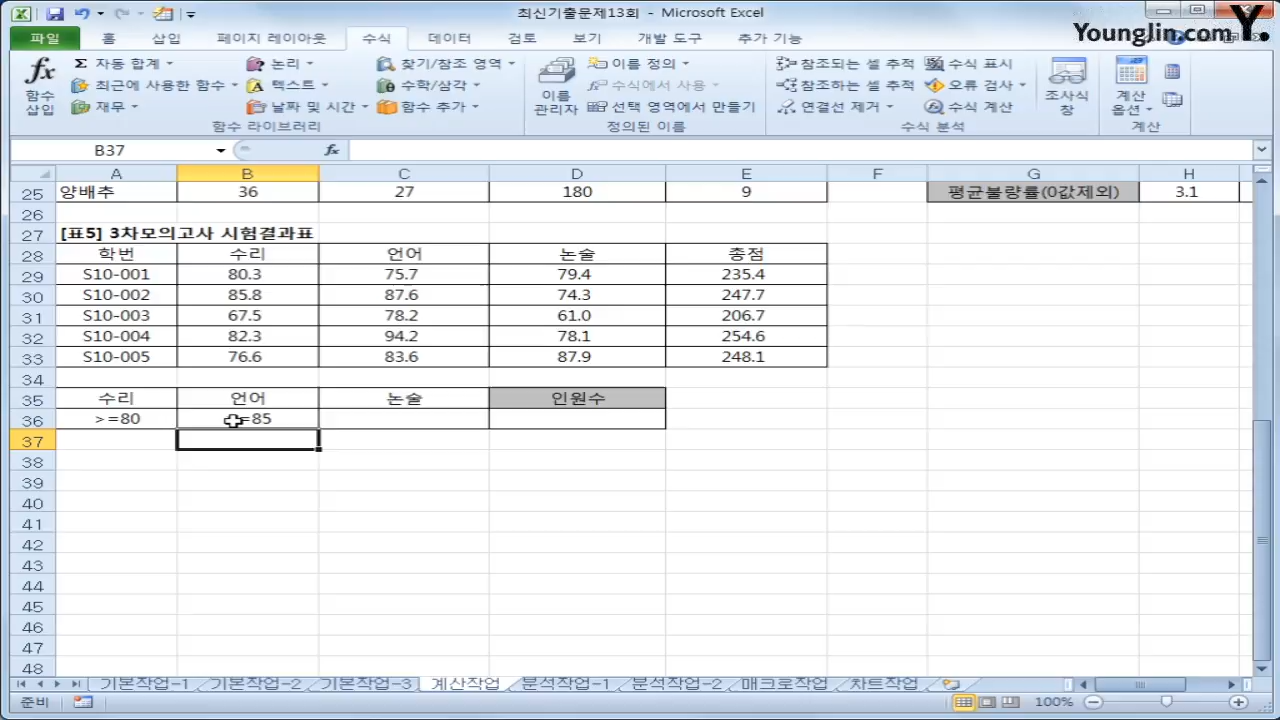 최신기출문제13회 - Microsoft Excel
Younglin.com Y.
파일 홈 삽입 페이지 레이아웃 수식 데이터 검토 보기 개발 도구 추가 기능
fx Σ 자동 합계 논리 찾기/참조 영역 이름 정의 참조되는 셀 추적 수식 표시
함수 삽입 최근에 사용한 함수 텍스트 수학/삼각 이름 관리자 수식에서 사용 참조하는 셀 추적 오류 검사 조사식 창 계산 옵션
재무 날짜 및 시간 함수 추가 선택 영역에서 만들기 연결선 제거 수식 계산
함수 라이브러리 정의된 이름 수식 분석 계산
B37 fx
A B C D E F G H
25 양배추 36 27 180 9 평균불량률(0값제외) 3.1
26
27 [표5] 3차모의고사 시험결과표
28 학번 수리 언어 논술 총점
29 S10-001 80.3 75.7 79.4 235.4
30 S10-002 85.8 87.6 74.3 247.7
31 S10-003 67.5 78.2 61.0 206.7
32 S10-004 82.3 94.2 78.1 254.6
33 S10-005 76.6 83.6 87.9 248.1
34
35 수리 언어 논술 인원수
36 >=80 =85
37
38
39
40
41
42
43
44
45
46
47
48
기본작업-1 기본작업-2 기본작업-3 계산작업 분석작업-1 분석작업-2 매크로작업 차트작업
준비 100%